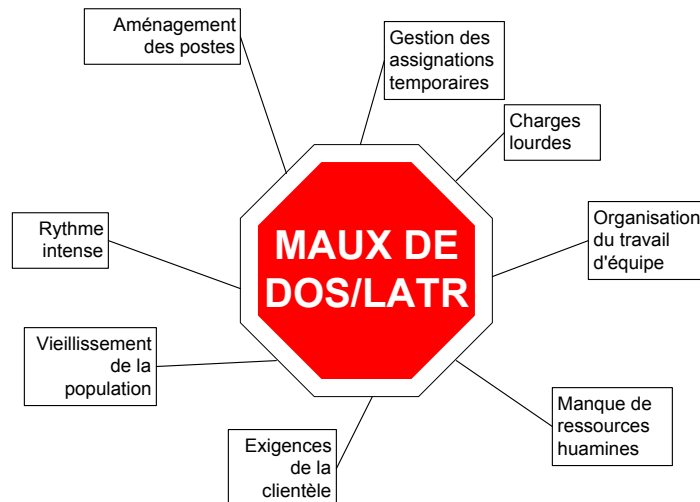 Aménagement
des postes
Gestion des
assignations
temporaires
Charges
lourdes
Organisation
du travail
d'équipe
Manque de
ressources
huamines
Exigences
de la
clientèle
Vieillissement
de la
population
Rythme
intense
MAUX DE
DOS/LATR